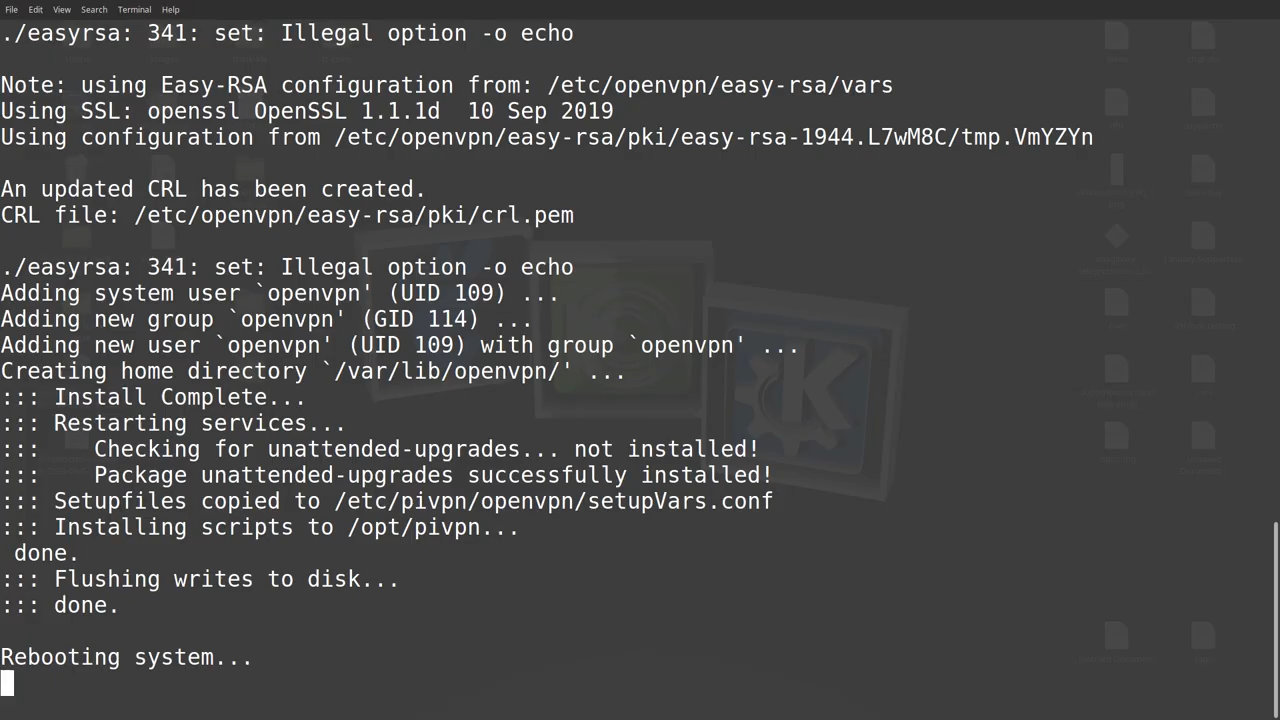 File Edit View Search Terminal Help
./easyrsa: 341: set: Illegal option -o echo
Note: using Easy-RSA configuration from: /etc/openvpn/easy-rsa/vars
Using SSL: openssl OpenSSL 1.1.1d  10 Sep 2019
Using configuration from /etc/openvpn/easy-rsa/pki/easy-rsa-1944.L7wM8C/tmp.VmYZYn
An updated CRL has been created.
CRL file: /etc/openvpn/easy-rsa/pki/crl.pem
./easyrsa: 341: set: Illegal option -o echo
Adding system user `openvpn' (UID 109) ...
Adding new group `openvpn' (GID 114) ...
Adding new user `openvpn' (UID 109) with group `openvpn' ...
Creating home directory `/var/lib/openvpn/' ...
::: Install Complete...
::: Restarting services...
:::    Checking for unattended-upgrades... not installed!
:::    Package unattended-upgrades successfully installed!
::: Setupfiles copied to /etc/pivpn/openvpn/setupVars.conf
::: Installing scripts to /opt/pivpn...
 done.
::: Flushing writes to disk...
::: done.
Rebooting system...